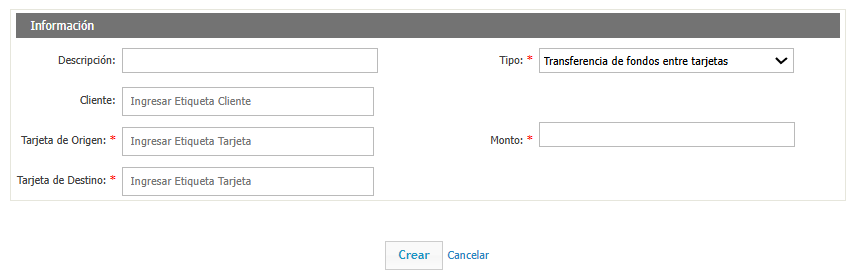 Información
Descripción:
Tipo: * Transferencia de fondos entre tarjetas
Cliente: Ingresar Etiqueta Cliente
Tarjeta de Origen: * Ingresar Etiqueta Tarjeta
Monto: *
Tarjeta de Destino: * Ingresar Etiqueta Tarjeta
Crear Cancelar